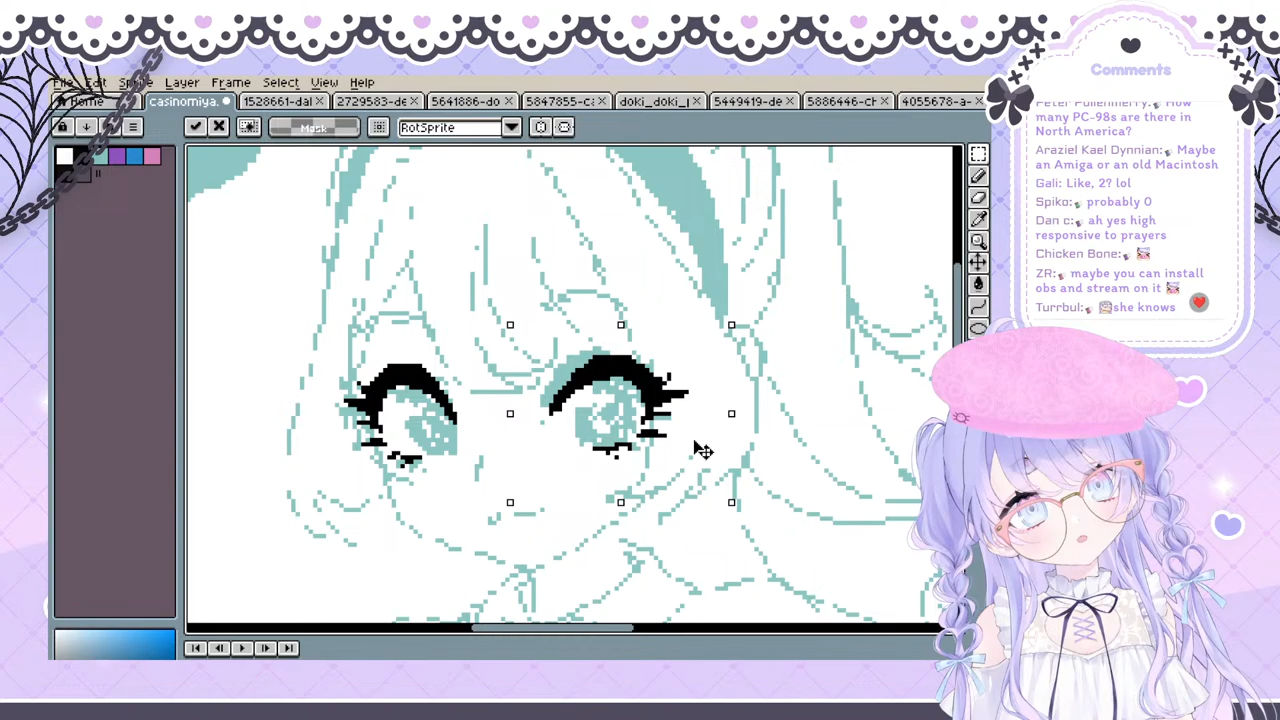 File Edit Sprite Layer Frame Select View Help
Home casinomiya. 1528661-dal 2729583-de 5641886-do 5847855-c doki_doki_l 5449419-de 5886446-ch 4055678-a-
Mask RotSprite
Comments
Peter Pullenmerry: How
many PC-98s are there in
North America?
Araziel Kael Dynnian: Maybe
an Amiga or an old Macintosh
Gali: Like, 2? lol
Spiko: probably 0
Dan c: ah yes high
responsive to prayers
Chicken Bone:
ZR: maybe you can install
obs and stream on it
Turrbul: she knows